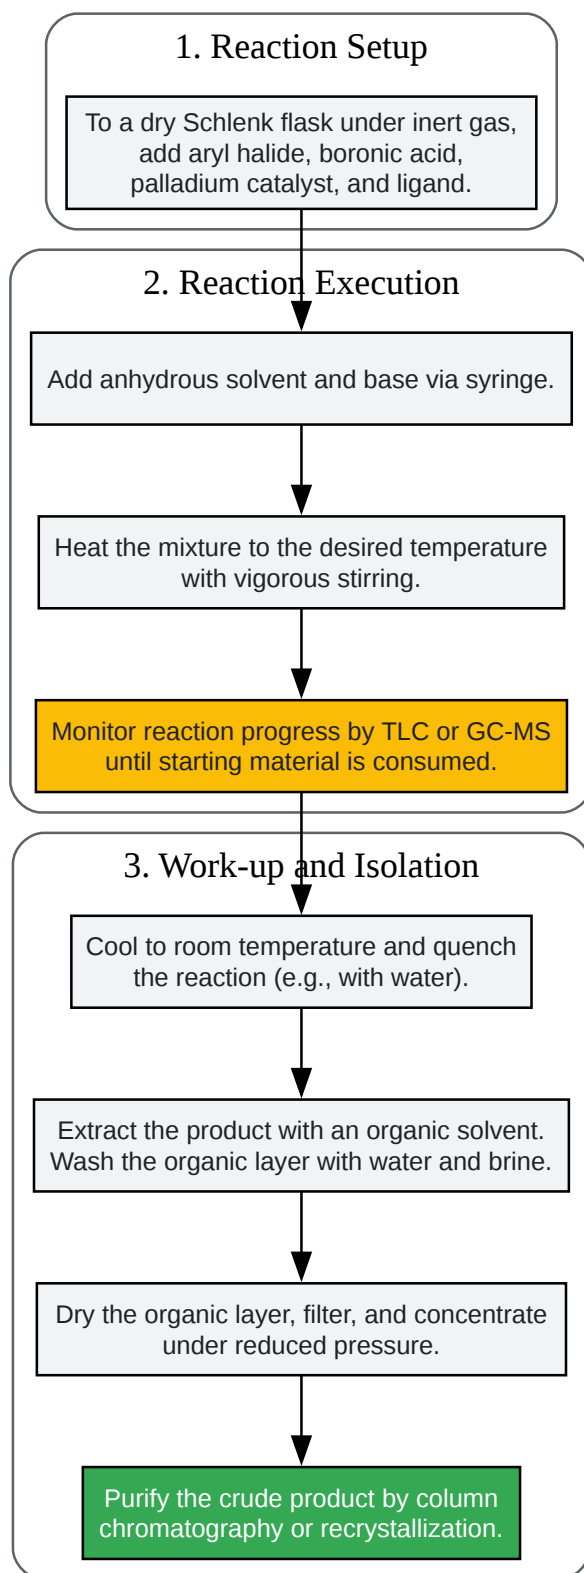 1. Reaction Setup
To a dry Schlenk flask under inert gas,
add aryl halide, boronic acid,
palladium catalyst, and ligand.
2. Reaction Execution
Add anhydrous solvent and base via syringe.
Heat the mixture to the desired temperature
with vigorous stirring.
Monitor reaction progress by TLC or GC-MS
until starting material is consumed.
3. Work-up and Isolation
Cool to room temperature and quench
the reaction (e.g., with water).
Extract the product with an organic solvent.
Wash the organic layer with water and brine.
Dry the organic layer, filter, and concentrate
under reduced pressure.
Purify the crude product by column
chromatography or recrystallization.